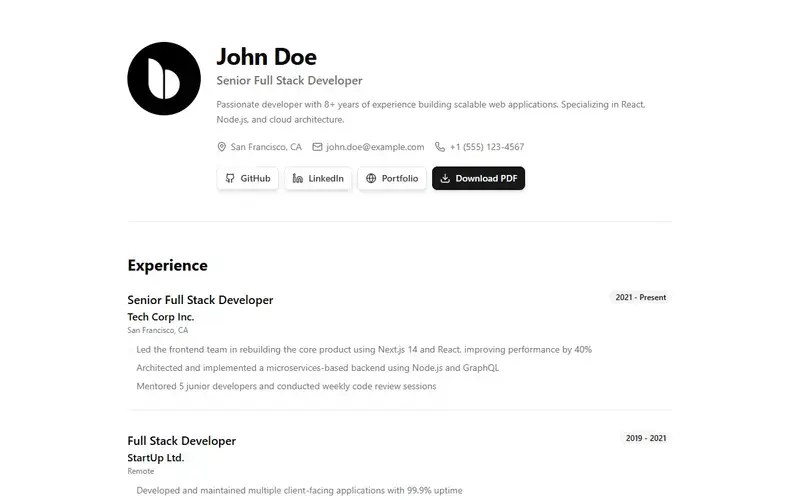 John Doe
Senior Full Stack Developer
Passionate developer with 8+ years of experience building scalable web applications. Specializing in React,
Node.js, and cloud architecture.
San Francisco, CA john.doe@example.com +1 (555) 123-4567
GitHub LinkedIn Portfolio Download PDF
Experience
Senior Full Stack Developer 2021 - Present
Tech Corp Inc.
San Francisco, CA
Led the frontend team in rebuilding the core product using Next.js 14 and React, improving performance by 40%
Architected and implemented a microservices-based backend using Node.js and GraphQL
Mentored 5 junior developers and conducted weekly code review sessions
Full Stack Developer 2019 - 2021
StartUp Ltd.
Remote
Developed and maintained multiple client-facing applications with 99.9% uptime